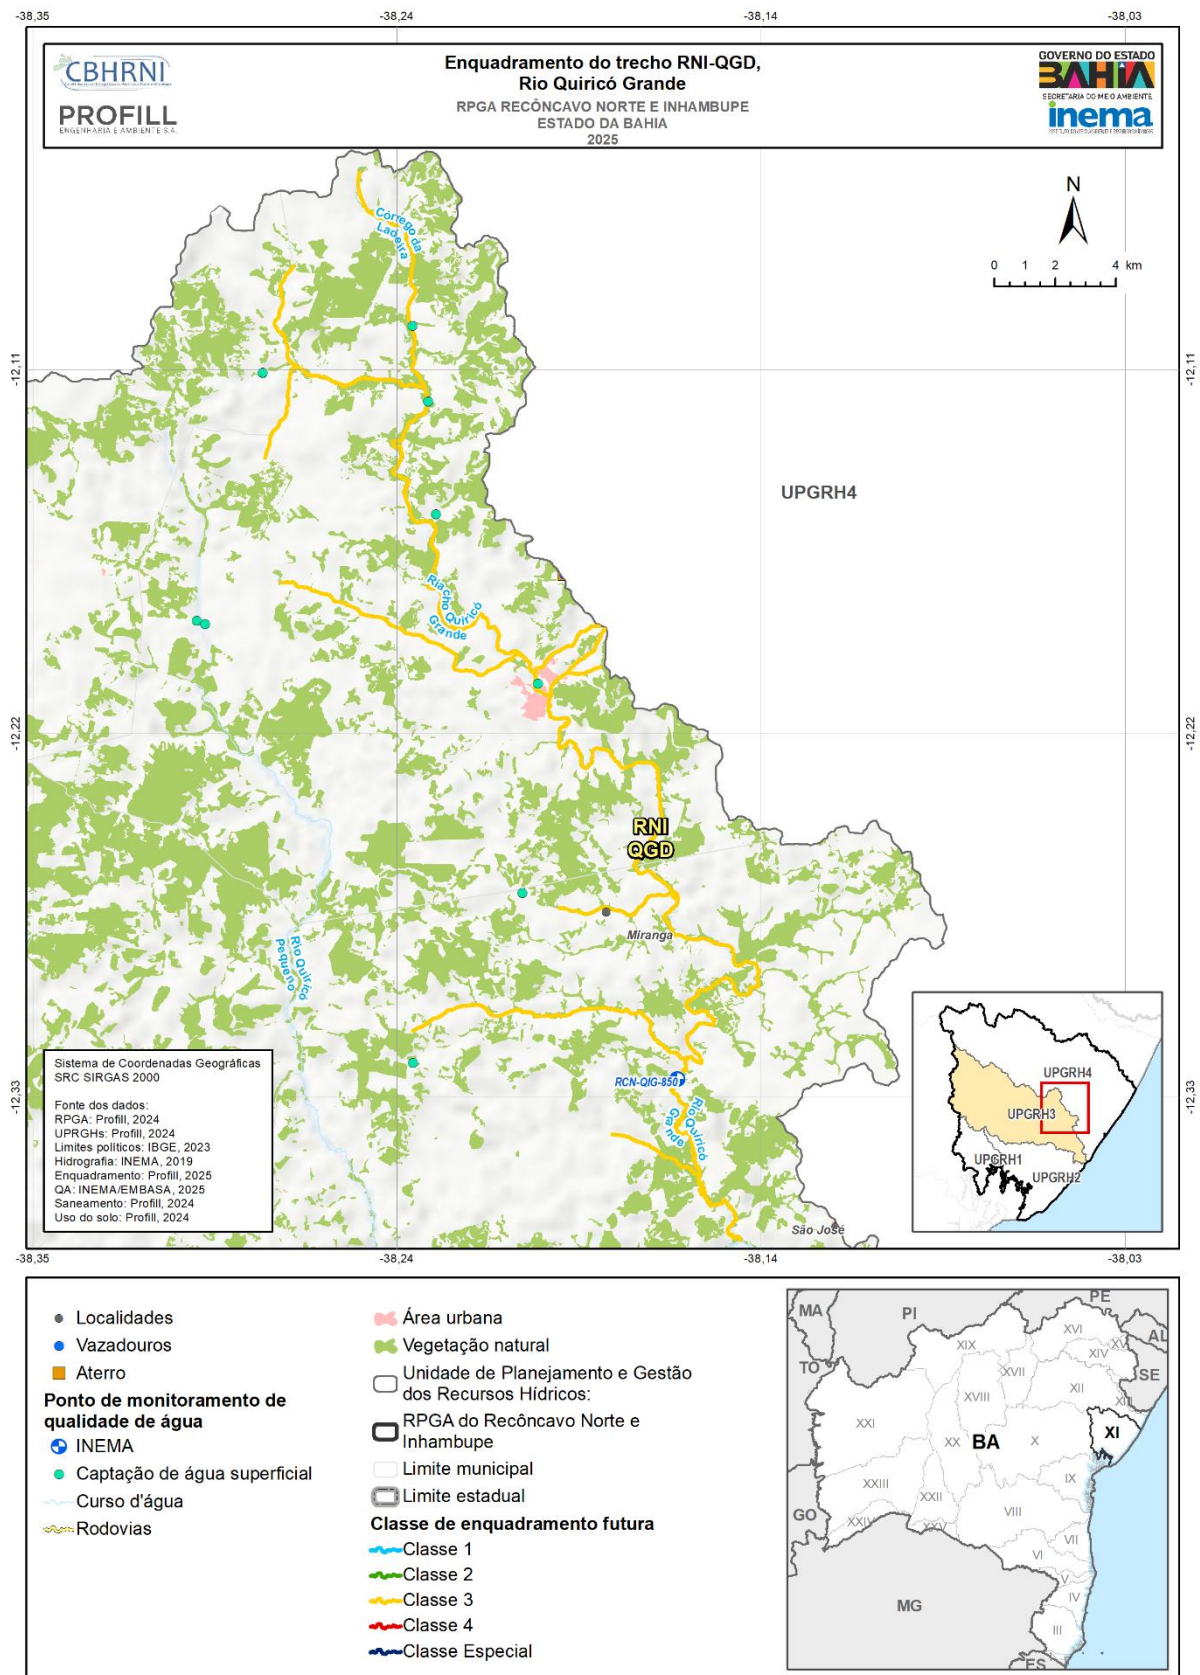 -38,35
-38,24
-38,14
-38,03
CBHRNI
PROFILL
ENGENHARIA E AMBIENTE S.A.
Enquadramento do trecho RNI-QGD,
Rio Quiricó Grande
RPGA RECÔNCAVO NORTE E INHAMBUPE
ESTADO DA BAHIA
2025
GOVERNO DO ESTADO
BAHIA
SECRETARIA DO MEIO AMBIENTE
inema
N
0 1 2 4 km
Córrego da
Ladeira
-12,11
-12,11
UPGRH4
Riacho Quiricó
Grande
-12,22
-12,22
RNI
QGD
Miranga
Rio Quiricó
Pequeno
RCN-QIG-850
Rio Quiricó
Grande
São José
-12,33
-12,33
Sistema de Coordenadas Geográficas
SRC SIRGAS 2000
Fonte dos dados:
RPGA: Profill, 2024
UPRGHs: Profill, 2024
Limites políticos: IBGE, 2023
Hidrografia: INEMA, 2019
Enquadramento: Profill, 2025
QA: INEMA/EMBASA, 2025
Saneamento: Profill, 2024
Uso do solo: Profill, 2024
UPGRH4
UPGRH3
UPGRH1
UPGRH2
-38,35
-38,24
-38,14
-38,03
Localidades
Vazadouros
Aterro
Ponto de monitoramento de
qualidade de água
INEMA
Captação de água superficial
Curso d'água
Rodovias
Área urbana
Vegetação natural
Unidade de Planejamento e Gestão
dos Recursos Hídricos:
RPGA do Recôncavo Norte e
Inhambupe
Limite municipal
Limite estadual
Classe de enquadramento futura
Classe 1
Classe 2
Classe 3
Classe 4
Classe Especial
MA
PI
PE
AL
TO
SE
XVI
XV
XIX
XIV
XVII
XII
XVIII
XIII
XXI
XI
XX
BA
X
IX
XXIII
XXII
VIII
GO
XXIV
XXV
VII
VI
V
IV
MG
III
ES